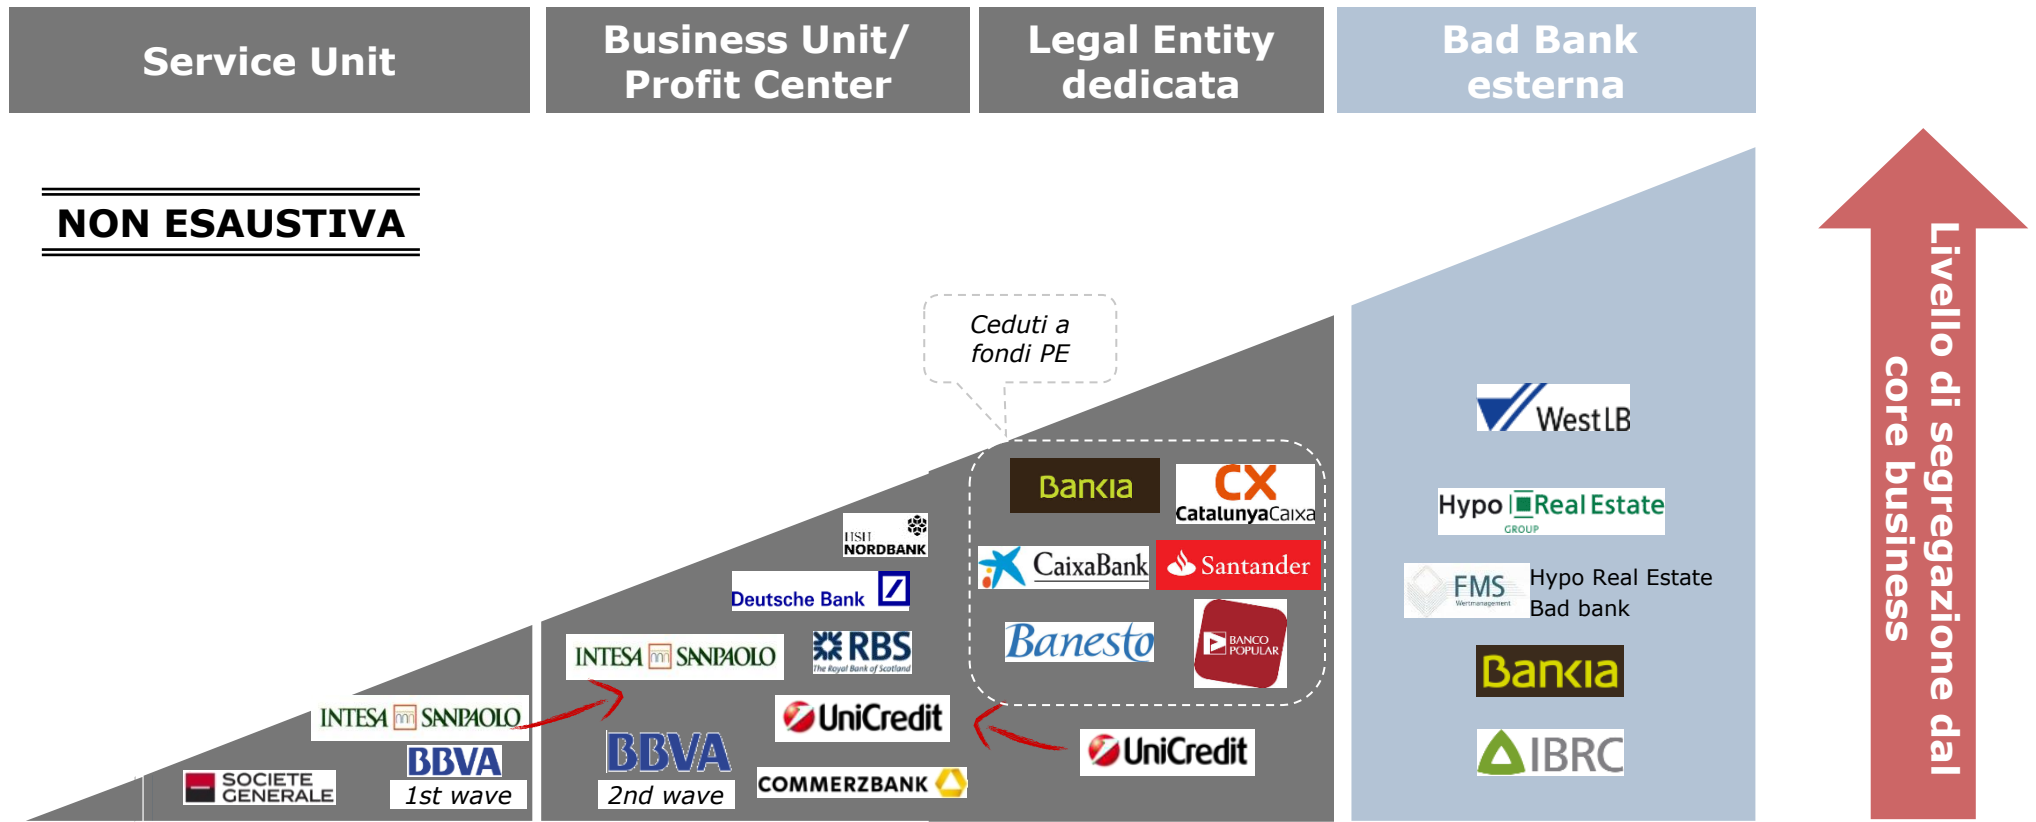 Service Unit
Business Unit/
Profit Center
Legal Entity
dedicata
Bad Bank
esterna
NON ESAUSTIVA
Ceduti a
fondi PE
Livello di segregazione dal
core business
SOCIETE
GENERALE
INTESA SANPAOLO
BBVA
1st wave
INTESA SANPAOLO
BBVA
2nd wave
HSH
NORDBANK
Deutsche Bank
RBS
The Royal Bank of Scotland
UniCredit
COMMERZBANK
Bankia
CX
CatalunyaCaixa
CaixaBank
Santander
Banesto
BANCO
POPULAR
UniCredit
WestLB
Hypo Real Estate
GROUP
FMS
Wertmanagement
Hypo Real Estate
Bad bank
Bankia
IBRC